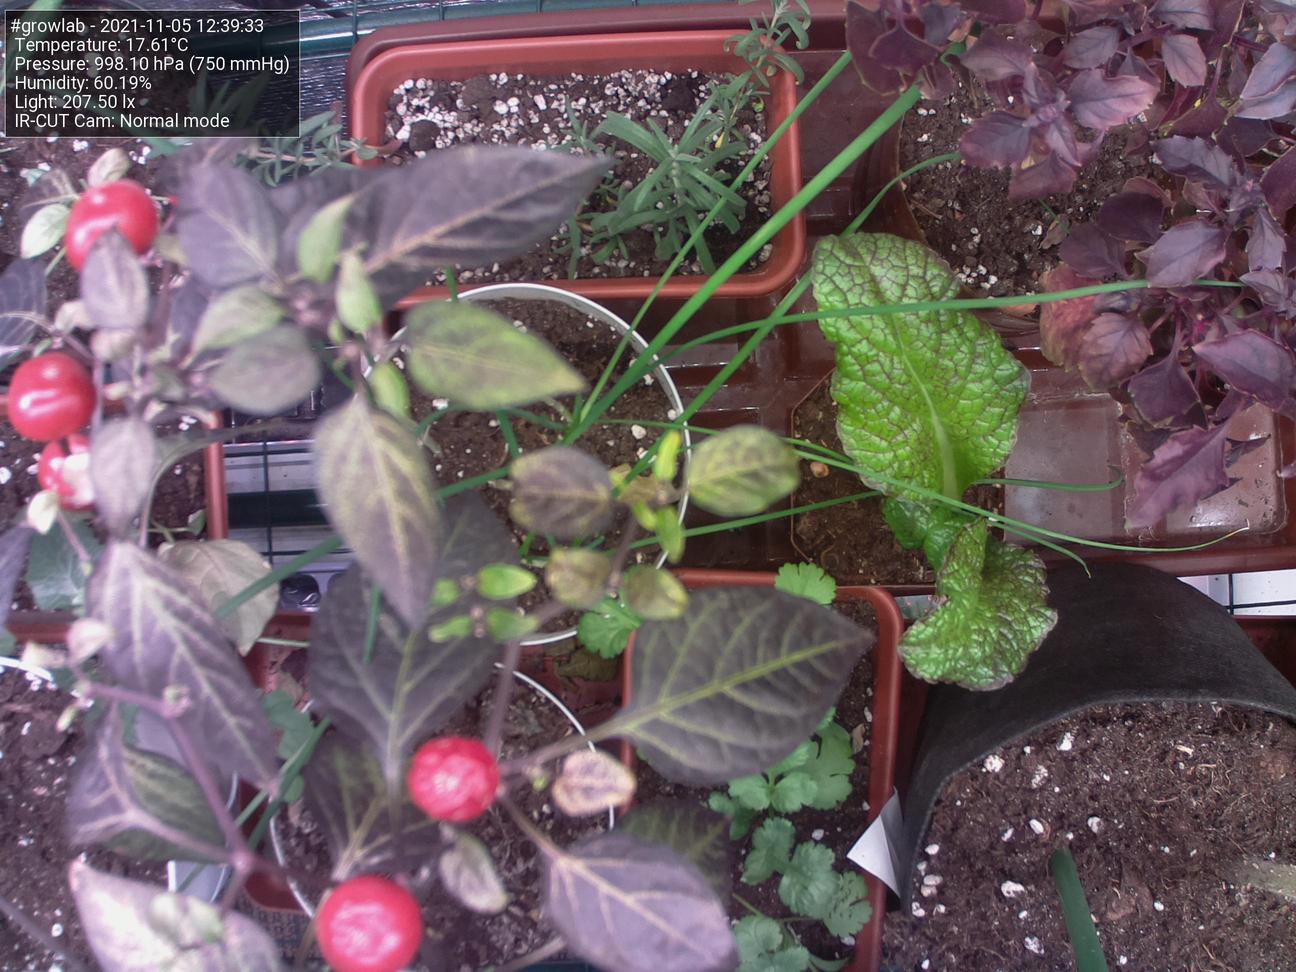 #growlab - 2021-11-05 12:39:33
Temperature: 17.61°C
Pressure: 998.10 hPa (750 mmHg)
Humidity: 60.19%
Light: 207.50 lx
IR-CUT Cam: Normal mode